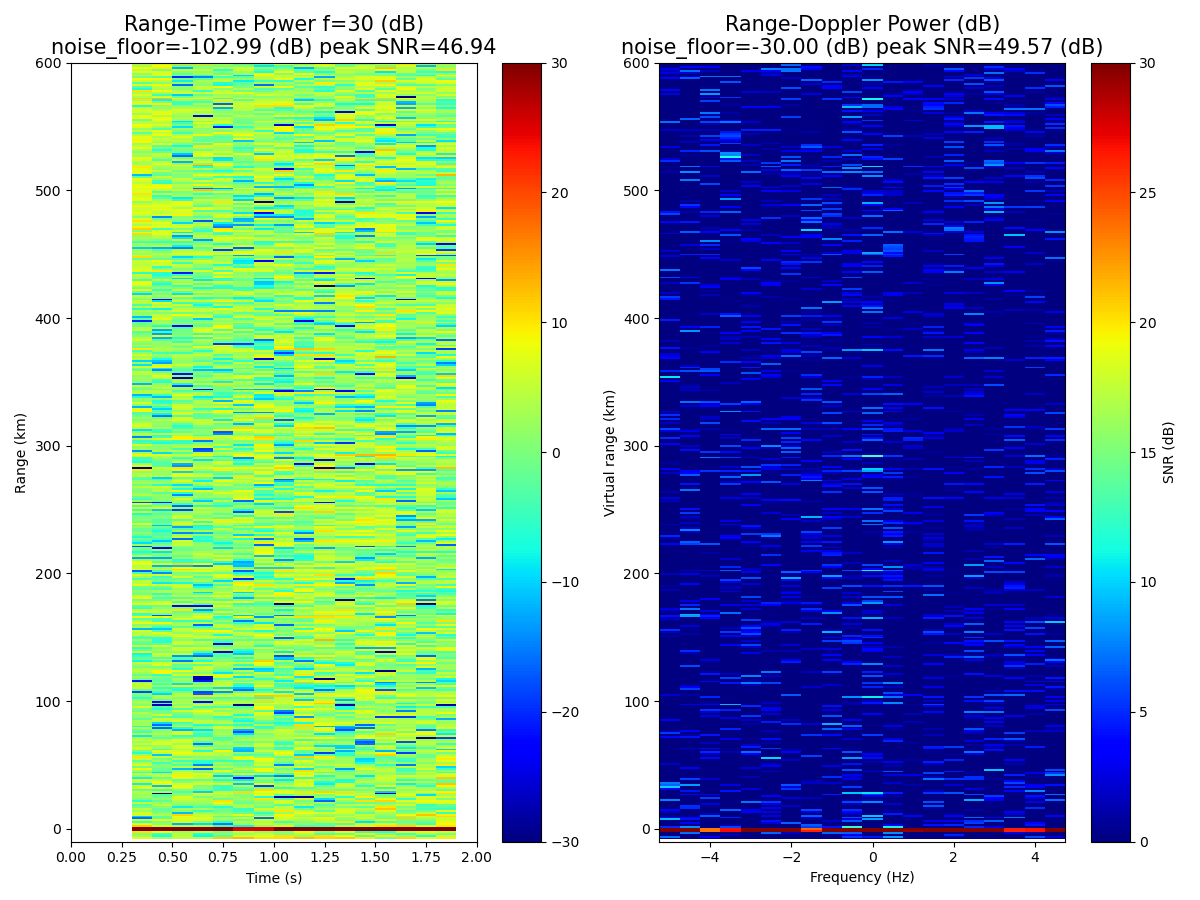 Range-Time Power f=30 (dB)
noise_floor=-102.99 (dB) peak SNR=46.94
600
500
400
300
200
100
0
Range (km)
0.00 0.25 0.50 0.75 1.00 1.25 1.50 1.75 2.00
Time (s)
30
20
10
0
−10
−20
−30
Range-Doppler Power (dB)
noise_floor=-30.00 (dB) peak SNR=49.57 (dB)
600
500
400
300
200
100
0
Virtual range (km)
−4 −2 0 2 4
Frequency (Hz)
30
25
20
15
10
5
0
SNR (dB)